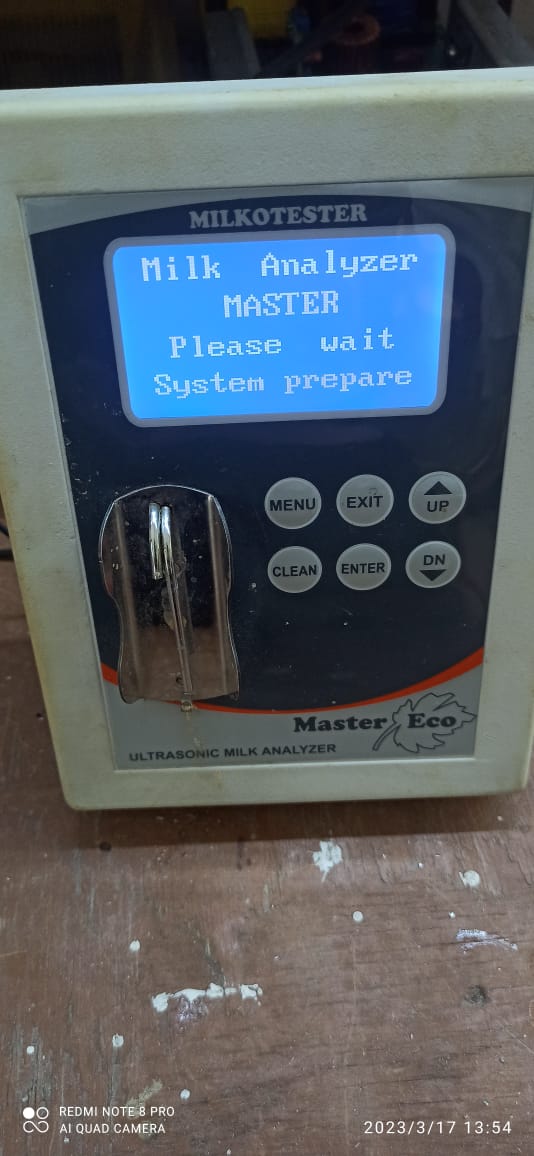 MILKOTESTER
Milk Analyzer
MASTER
Please wait
System prepare
MENU
EXIT
UP
CLEAN
ENTER
DN
Master Eco
ULTRASONIC MILK ANALYZER
REDMI NOTE 8 PRO
AI QUAD CAMERA
2023/3/17 13:54